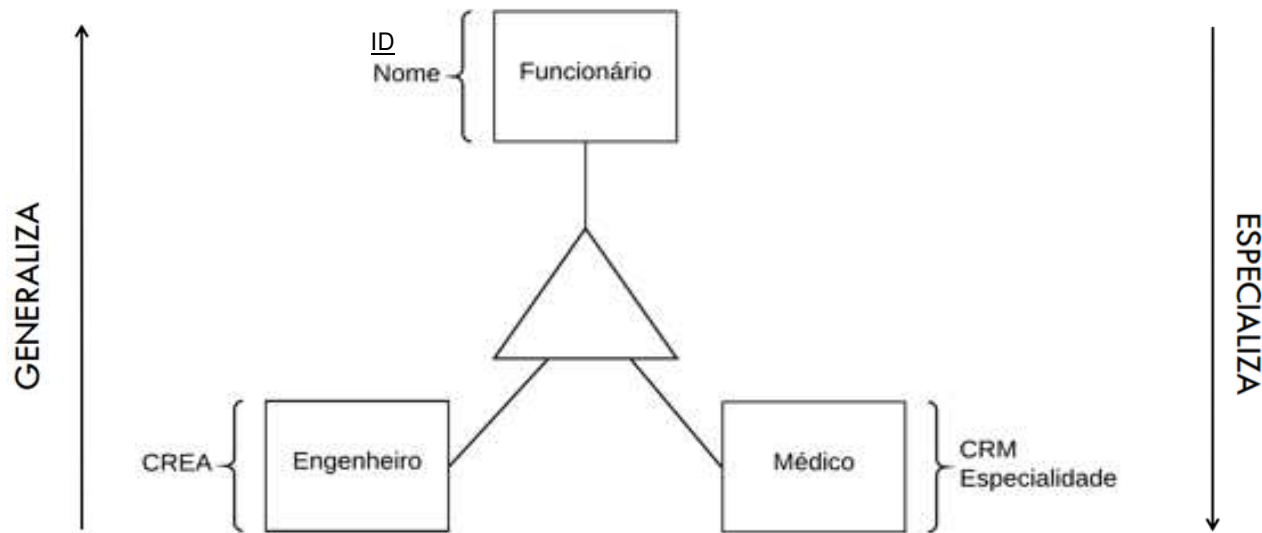 ID
Nome
Funcionário
GENERALIZA
ESPECIALIZA
CREA
Engenheiro
Médico
CRM
Especialidade